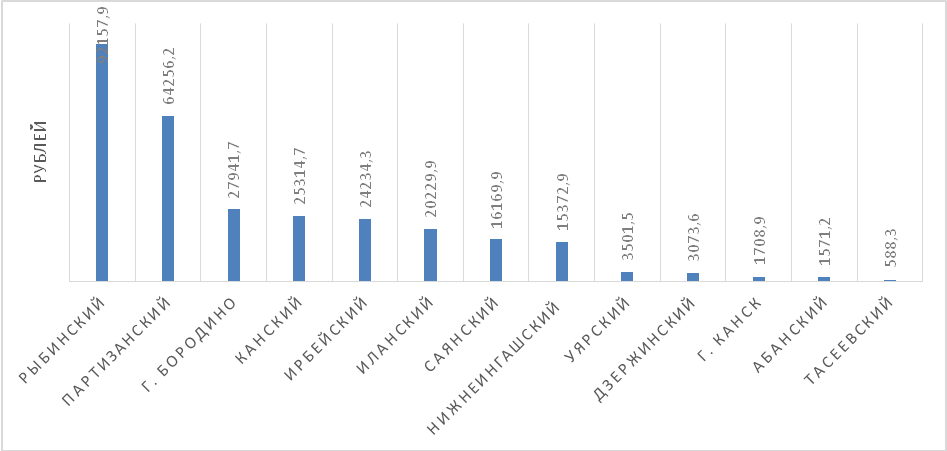 РУБЛЕЙ
64256,2
27941,7
25314,7
24234,3
20229,9
16169,9
15372,9
3501,5
3073,6
1708,9
1571,2
588,3
РЫБИНСКИЙ
ПАРТИЗАНСКИЙ
Г. БОРОДИНО
КАНСКИЙ
ИРБЕЙСКИЙ
ИЛАНСКИЙ
САЯНСКИЙ
НИЖНЕИНГАШСКИЙ
УЯРСКИЙ
ДЗЕРЖИНСКИЙ
Г. КАНСК
АБАНСКИЙ
ТАСЕЕВСКИЙ